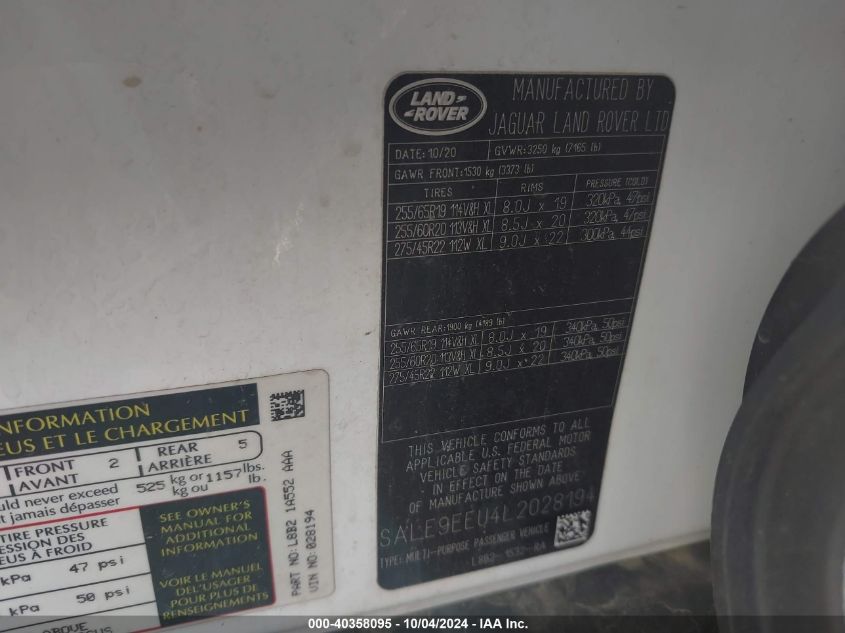 LAND ROVER
MANUFACTURED BY
JAGUAR LAND ROVER LTD
DATE: 10/20 GVWR:3250 kg (7165 lb)
GAWR FRONT:1530 kg (3373 lb)
TIRES RIMS PRESSURE (COLD)
255/65R19 114V&H XL 8.0J x 19 320kPa, 47psi
255/60R20 113V&H XL 8.5J x 20 320kPa, 47psi
275/45R22 112W XL 9.0J x 22 300kPa, 44psi
GAWR REAR:1900 kg (4189 lb)
255/65R19 114V&H XL 8.0J x 19 340kPa, 50psi
255/60R20 113V&H XL 8.5J x 20 340kPa, 50psi
275/45R22 112W XL 9.0J x 22 340kPa, 50psi
THIS VEHICLE CONFORMS TO ALL
APPLICABLE U.S. FEDERAL MOTOR
VEHICLE SAFETY STANDARDS
IN EFFECT ON THE DATE
OF MANUFACTURE SHOWN ABOVE
SALE9EEU4L2028194
TYPE: MULTI-PURPOSE PASSENGER VEHICLE
L8B2-1532-RA
INFORMATION
EUS ET LE CHARGEMENT
FRONT 2 REAR 5
AVANT ARRIÈRE
uld never exceed 525 kg or 1157 lbs.
t jamais dépasser kg ou lb.
TIRE PRESSURE
ESSION DES
EUS À FROID
kPa 47 psi
kPa 50 psi
SEE OWNER'S
MANUAL FOR
ADDITIONAL
INFORMATION
VOIR LE MANUEL
DEL'USAGER
POUR PLUS DE
RENSEIGNEMENTS
PART NO: L8B2 1A552 AAA
VIN NO: 028194
000-40358095 - 10/04/2024 - IAA Inc.